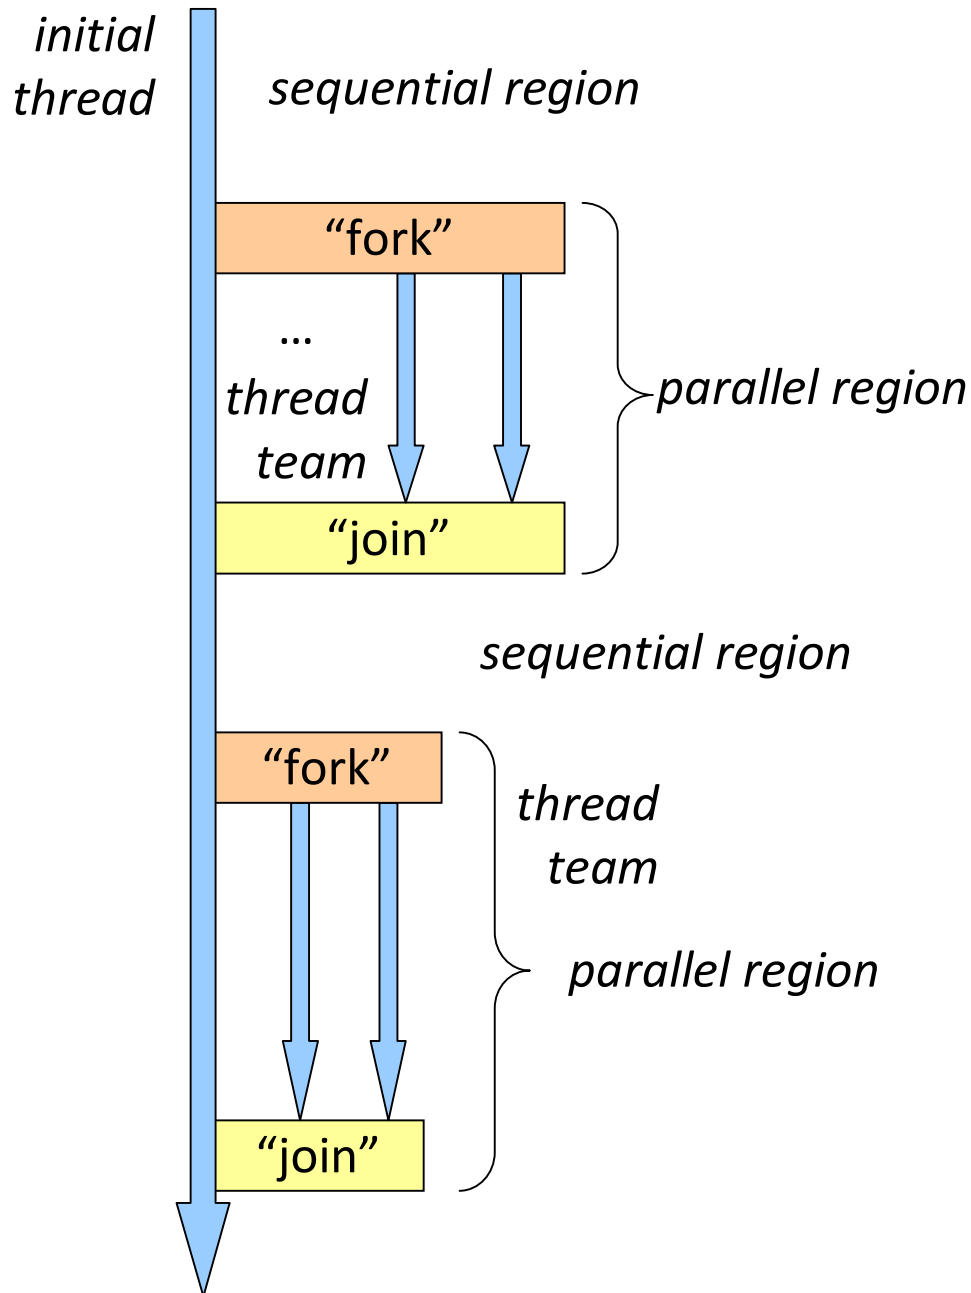 initial
thread
sequential region
“fork”
...
thread
team
parallel region
“join”
sequential region
“fork”
thread
team
parallel region
“join”